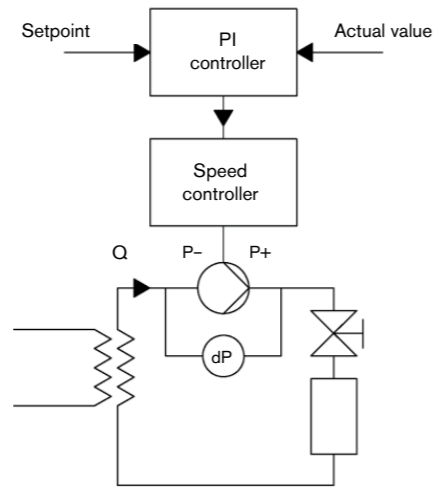 Setpoint
PI
controller
Actual value
Speed
controller
Q
P–
P+
dP